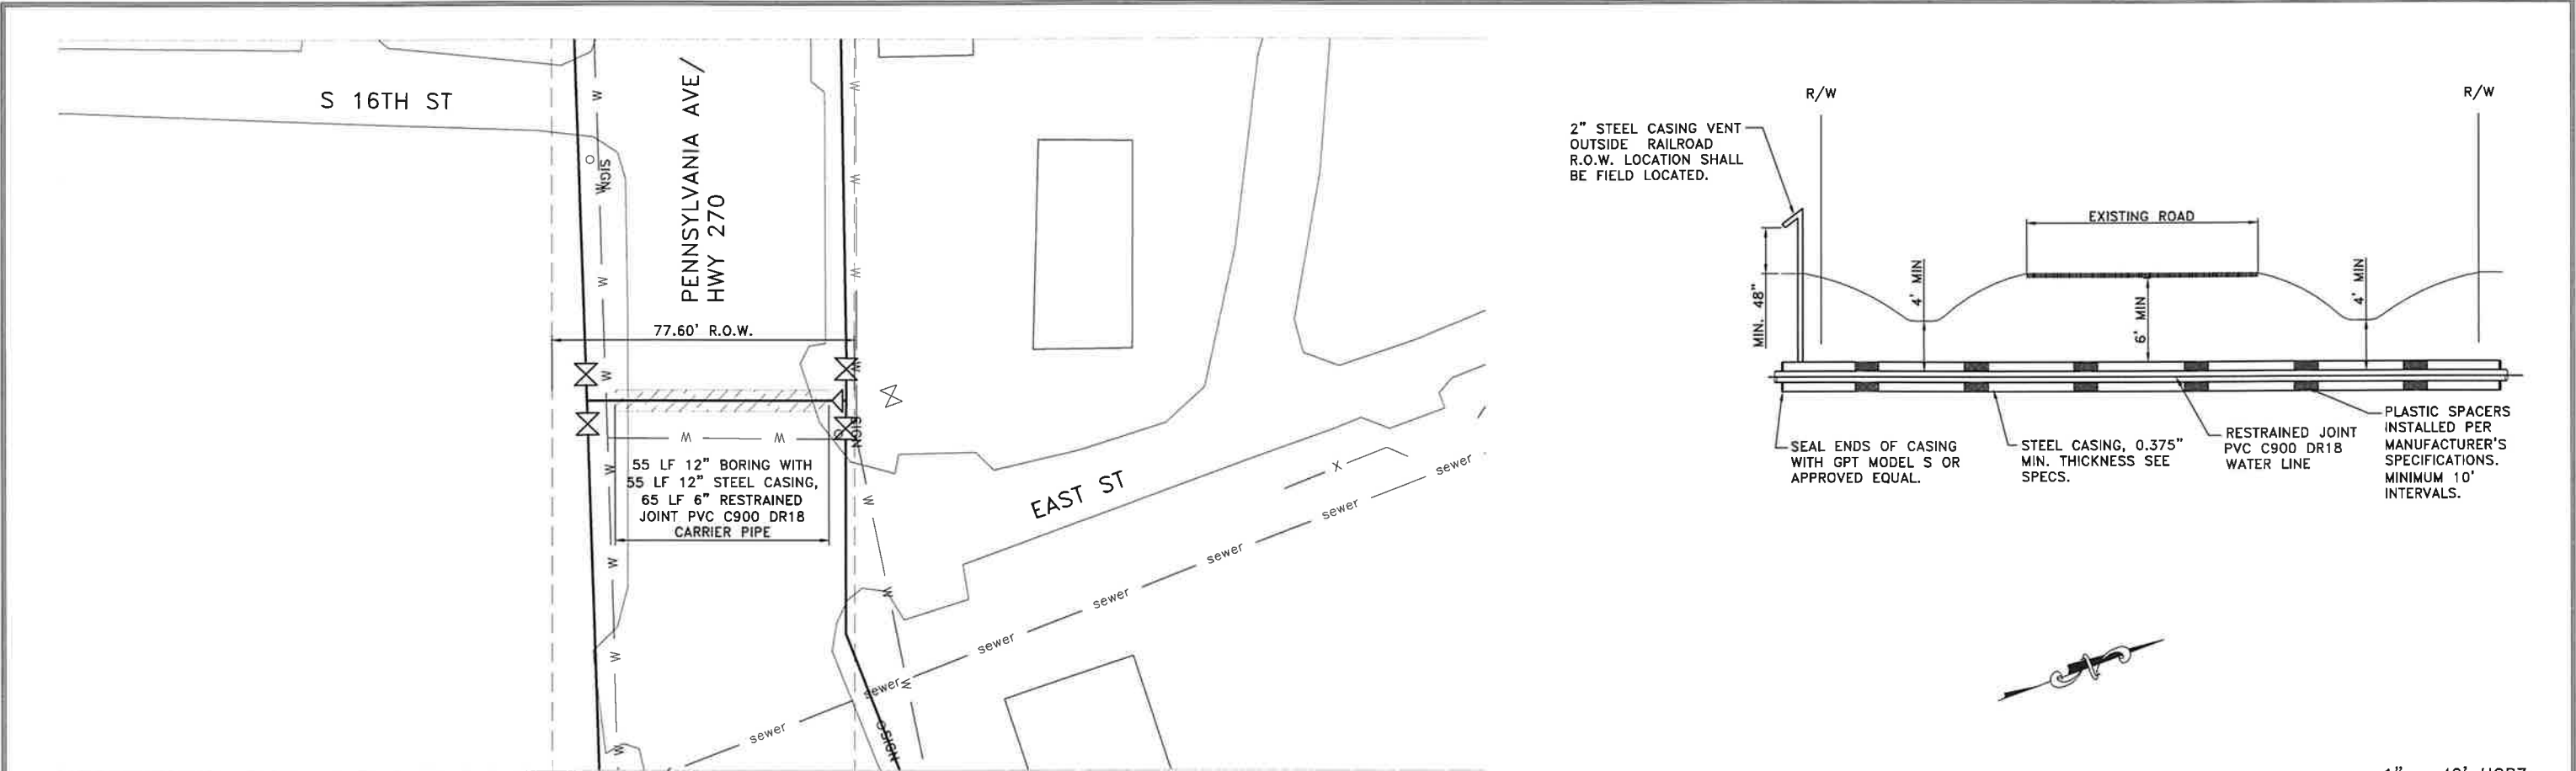 S 16TH ST
PENNSYLVANIA AVE/
HWY 270
W
W
W
W
SIGN
W
W
W
77.60' R.O.W.
W
W
W
W
SIGN
55 LF 12" BORING WITH
55 LF 12" STEEL CASING,
65 LF 6" RESTRAINED
JOINT PVC C900 DR18
CARRIER PIPE
W
W
W
W
W
W
W
W
SIGN
EAST ST
X
sewer
sewer
sewer
sewer
sewer
sewer
sewer
R/W
R/W
2" STEEL CASING VENT
OUTSIDE RAILROAD
R.O.W. LOCATION SHALL
BE FIELD LOCATED.
EXISTING ROAD
MIN. 48"
4' MIN
6' MIN
4' MIN
SEAL ENDS OF CASING
WITH GPT MODEL S OR
APPROVED EQUAL.
STEEL CASING, 0.375"
MIN. THICKNESS SEE
SPECS.
RESTRAINED JOINT
PVC C900 DR18
WATER LINE
PLASTIC SPACERS
INSTALLED PER
MANUFACTURER'S
SPECIFICATIONS.
MINIMUM 10'
INTERVALS.
N